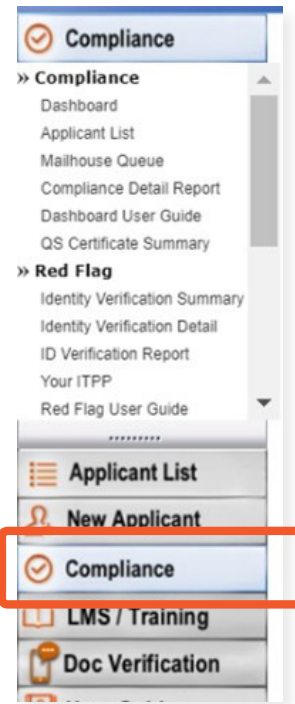 Compliance
» Compliance
Dashboard
Applicant List
Mailhouse Queue
Compliance Detail Report
Dashboard User Guide
QS Certificate Summary
» Red Flag
Identity Verification Summary
Identity Verification Detail
ID Verification Report
Your ITPP
Red Flag User Guide
Applicant List
New Applicant
Compliance
LMS / Training
Doc Verification